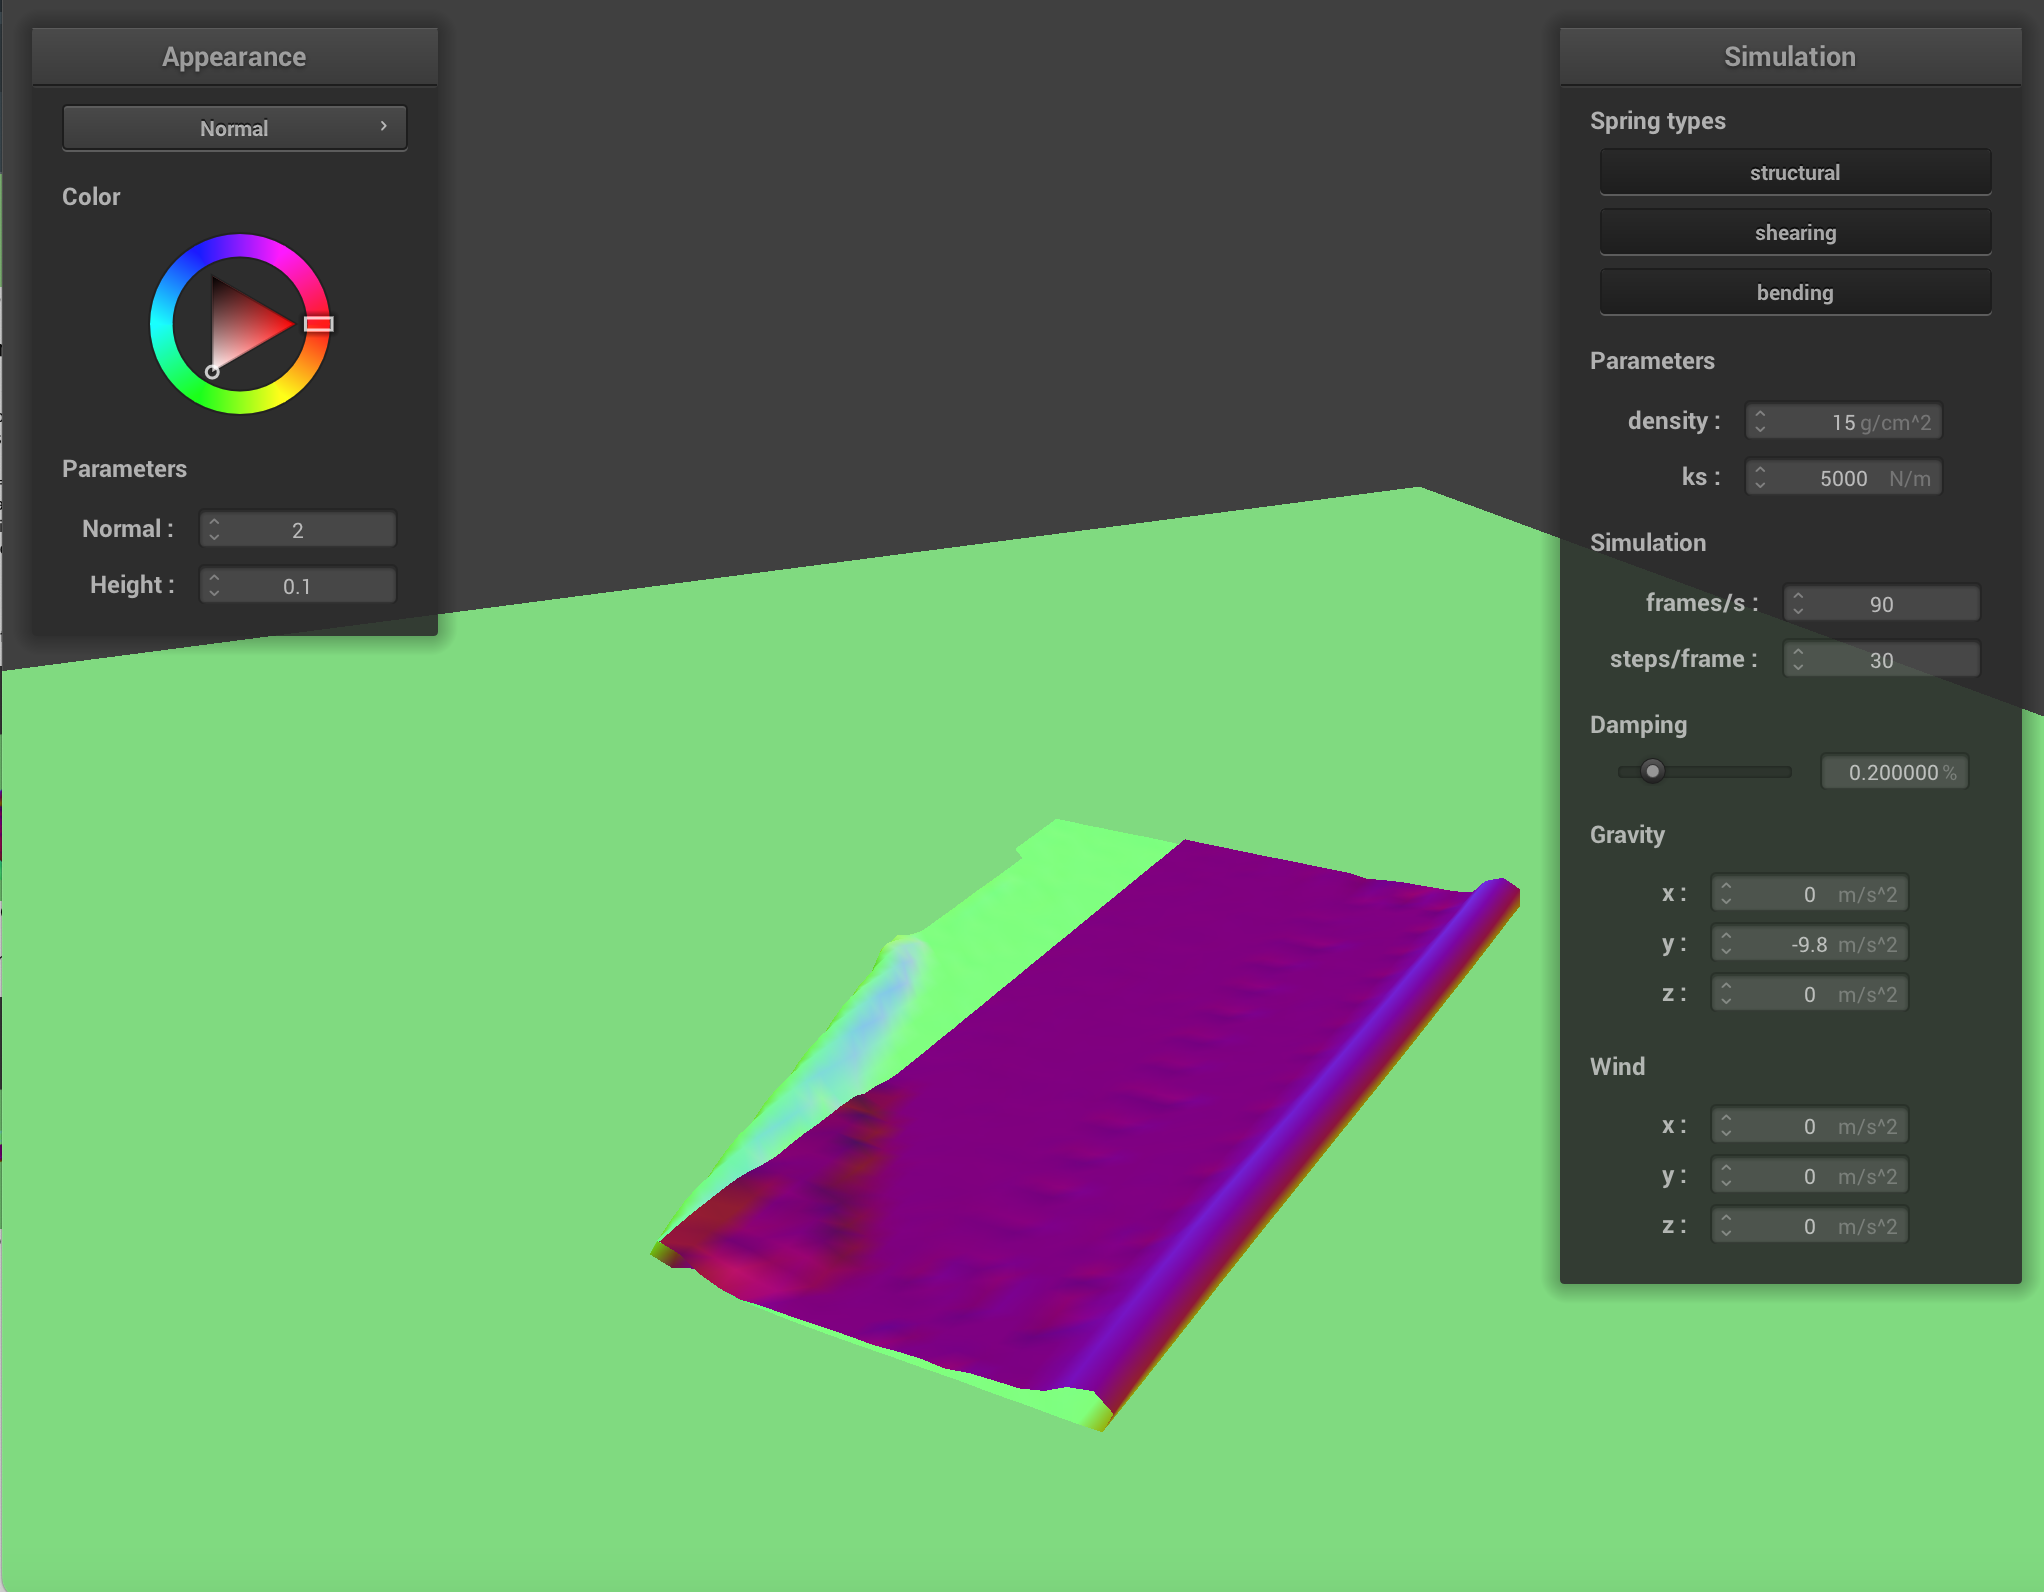 Appearance
Normal
Color
Parameters
Normal : 2
Height : 0.1
Simulation
Spring types
structural
shearing
bending
Parameters
density : 15 g/cm^2
ks : 5000 N/m
Simulation
frames/s : 90
steps/frame : 30
Damping
0.200000 %
Gravity
x : 0 m/s^2
y : -9.8 m/s^2
z : 0 m/s^2
Wind
x : 0 m/s^2
y : 0 m/s^2
z : 0 m/s^2